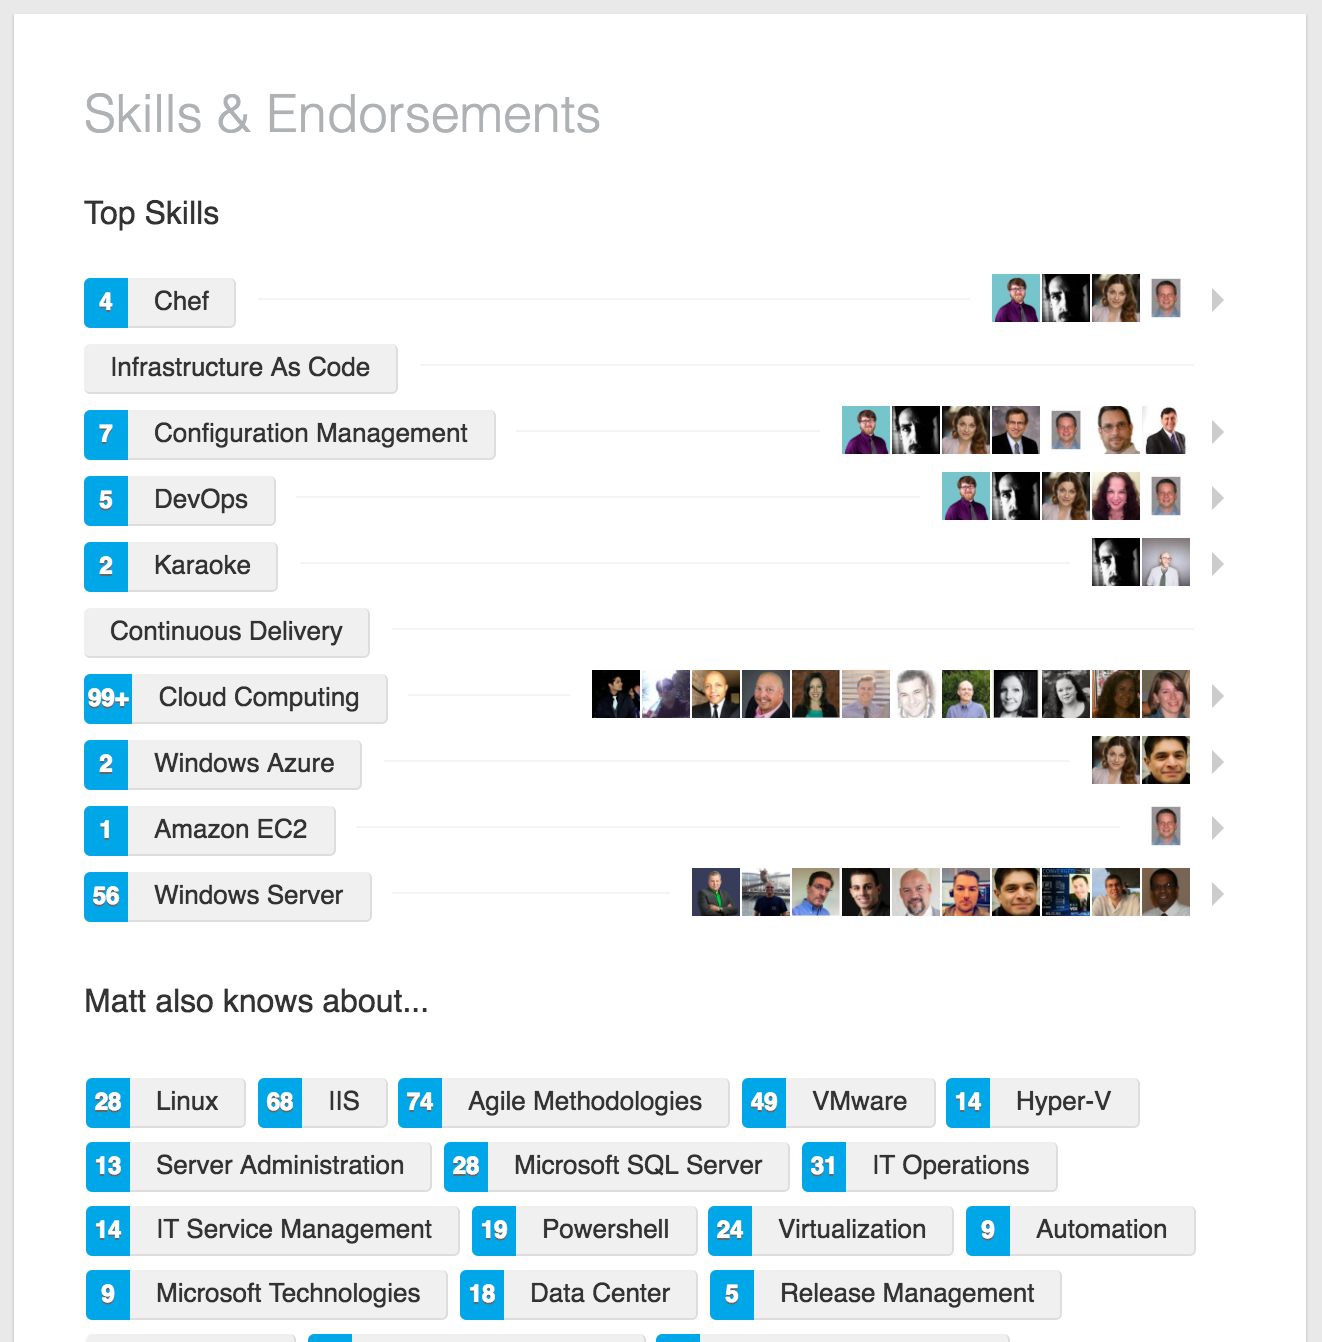 Skills & Endorsements
Top Skills
4 Chef
Infrastructure As Code
7 Configuration Management
5 DevOps
2 Karaoke
Continuous Delivery
99+ Cloud Computing
2 Windows Azure
1 Amazon EC2
56 Windows Server
Matt also knows about...
28 Linux 68 IIS 74 Agile Methodologies 49 VMware 14 Hyper-V
13 Server Administration 28 Microsoft SQL Server 31 IT Operations
14 IT Service Management 19 Powershell 24 Virtualization 9 Automation
9 Microsoft Technologies 18 Data Center 5 Release Management